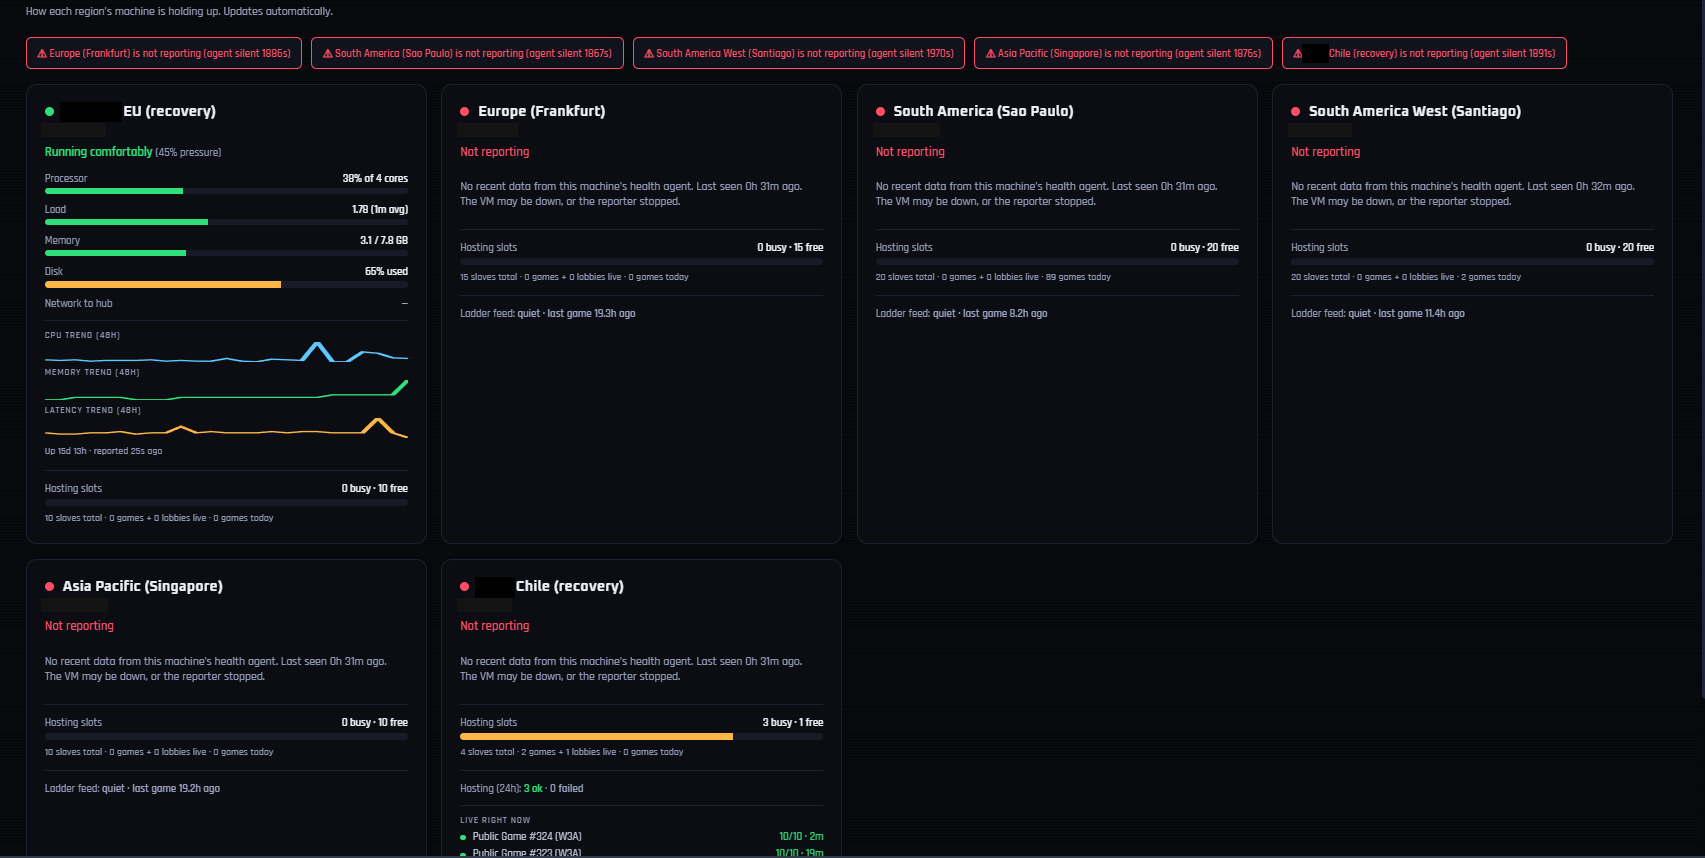 How each region's machine is holding up. Updates automatically.
⚠ Europe (Frankfurt) is not reporting (agent silent 1886s)
⚠ South America (Sao Paulo) is not reporting (agent silent 1867s)
⚠ South America West (Santiago) is not reporting (agent silent 1970s)
⚠ Asia Pacific (Singapore) is not reporting (agent silent 1876s)
⚠ Chile (recovery) is not reporting (agent silent 1891s)
EU (recovery)
Running comfortably (45% pressure)
Processor 38% of 4 cores
Load 1.78 (1m avg)
Memory 3.1 / 7.8 GB
Disk 65% used
Network to hub –
CPU TREND (48H)
MEMORY TREND (48H)
LATENCY TREND (48H)
Up 15d 13h · reported 25s ago
Hosting slots 0 busy · 10 free
10 slaves total · 0 games + 0 lobbies live · 0 games today
Europe (Frankfurt)
Not reporting
No recent data from this machine's health agent. Last seen 0h 31m ago.
The VM may be down, or the reporter stopped.
Hosting slots 0 busy · 15 free
15 slaves total · 0 games + 0 lobbies live · 0 games today
Ladder feed: quiet · last game 19.3h ago
South America (Sao Paulo)
Not reporting
No recent data from this machine's health agent. Last seen 0h 31m ago.
The VM may be down, or the reporter stopped.
Hosting slots 0 busy · 20 free
20 slaves total · 0 games + 0 lobbies live · 89 games today
Ladder feed: quiet · last game 8.2h ago
South America West (Santiago)
Not reporting
No recent data from this machine's health agent. Last seen 0h 32m ago.
The VM may be down, or the reporter stopped.
Hosting slots 0 busy · 20 free
20 slaves total · 0 games + 0 lobbies live · 2 games today
Ladder feed: quiet · last game 11.4h ago
Asia Pacific (Singapore)
Not reporting
No recent data from this machine's health agent. Last seen 0h 31m ago.
The VM may be down, or the reporter stopped.
Hosting slots 0 busy · 10 free
10 slaves total · 0 games + 0 lobbies live · 0 games today
Ladder feed: quiet · last game 19.2h ago
Chile (recovery)
Not reporting
No recent data from this machine's health agent. Last seen 0h 31m ago.
The VM may be down, or the reporter stopped.
Hosting slots 3 busy · 1 free
4 slaves total · 2 games + 1 lobbies live · 0 games today
Hosting (24h): 3 ok · 0 failed
LIVE RIGHT NOW
Public Game #324 (W3A) 10/10 · 2m
Public Game #323 (W3A) 10/10 · 19m